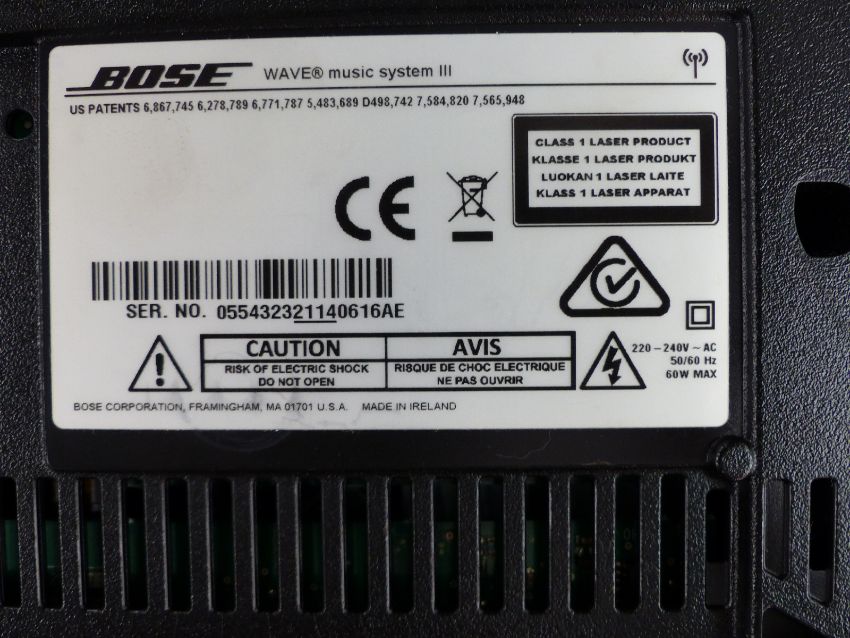 BOSE WAVE® music system III
US PATENTS 6,867,745 6,278,789 6,771,787 5,483,689 D498,742 7,584,820 7,565,948
CLASS 1 LASER PRODUCT
KLASSE 1 LASER PRODUKT
LUOKAN 1 LASER LAITE
KLASS 1 LASER APPARAT
CE
SER. NO. 055432321140616AE
CAUTION
RISK OF ELECTRIC SHOCK
DO NOT OPEN
AVIS
RISQUE DE CHOC ELECTRIQUE
NE PAS OUVRIR
220 – 240V ~ AC
50/60 Hz
60W MAX
BOSE CORPORATION, FRAMINGHAM, MA 01701 U.S.A. MADE IN IRELAND